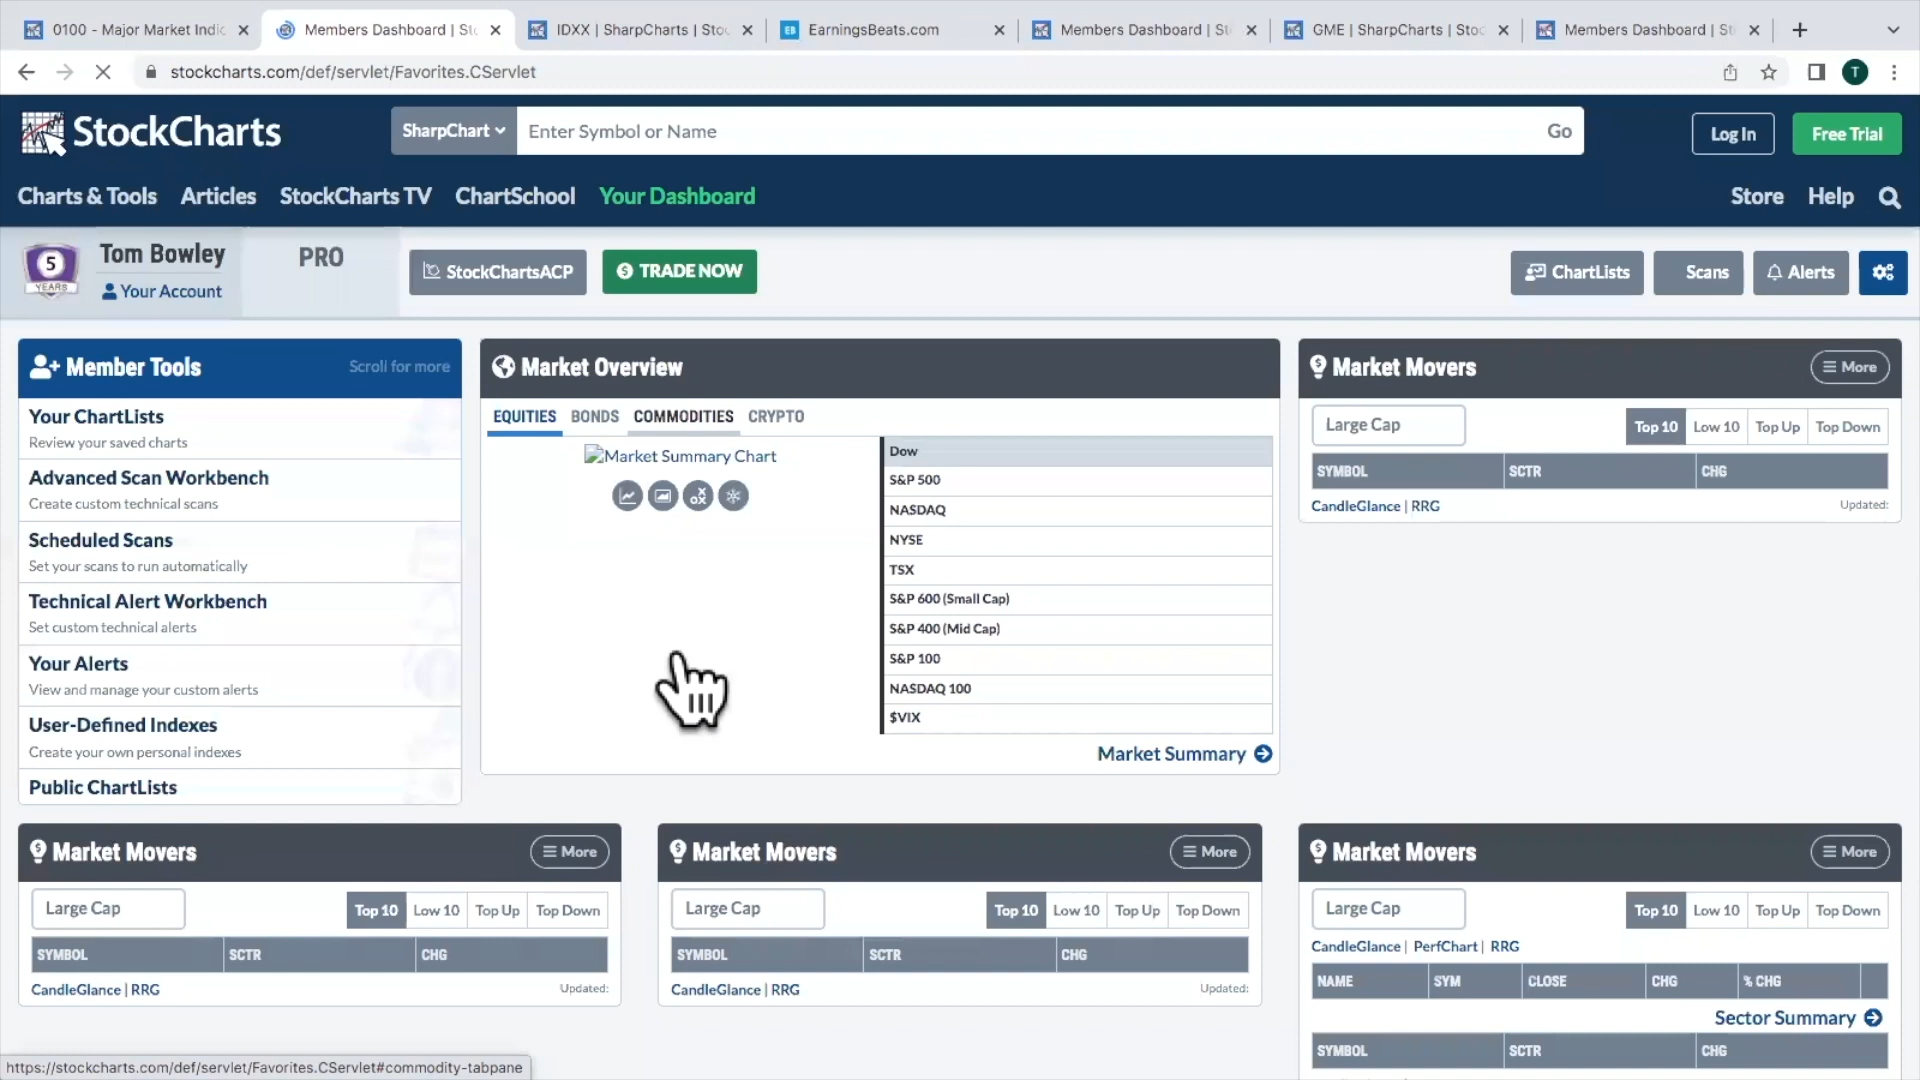 0100 - Major Market Indic
Members Dashboard | Sto
IDXX | SharpCharts | Stoc
EB EarningsBeats.com
Members Dashboard | St
GME | SharpCharts | Stoc
Members Dashboard | St
stockcharts.com/def/servlet/Favorites.CServlet
T
StockCharts
SharpChart
Enter Symbol or Name
Go
Log In
Free Trial
Charts & Tools
Articles
StockCharts TV
ChartSchool
Your Dashboard
Store
Help
5
YEARS
Tom Bowley
Your Account
PRO
StockChartsACP
TRADE NOW
ChartLists
Scans
Alerts
Member Tools
Scroll for more
Your ChartLists
Review your saved charts
Advanced Scan Workbench
Create custom technical scans
Scheduled Scans
Set your scans to run automatically
Technical Alert Workbench
Set custom technical alerts
Your Alerts
View and manage your custom alerts
User-Defined Indexes
Create your own personal indexes
Public ChartLists
Market Overview
EQUITIES BONDS COMMODITIES CRYPTO
Market Summary Chart
Dow
S&P 500
NASDAQ
NYSE
TSX
S&P 600 (Small Cap)
S&P 400 (Mid Cap)
S&P 100
NASDAQ 100
$VIX
Market Summary
Market Movers
More
Large Cap
Top 10 Low 10 Top Up Top Down
SYMBOL SCTR CHG
CandleGlance | RRG
Updated:
Market Movers
More
Large Cap
Top 10 Low 10 Top Up Top Down
SYMBOL SCTR CHG
CandleGlance | RRG
Updated:
Market Movers
More
Large Cap
Top 10 Low 10 Top Up Top Down
SYMBOL SCTR CHG
CandleGlance | RRG
Updated:
Market Movers
More
Large Cap
Top 10 Low 10 Top Up Top Down
CandleGlance | PerfChart | RRG
NAME SYM CLOSE CHG % CHG
Sector Summary
SYMBOL SCTR CHG
https://stockcharts.com/def/servlet/Favorites.CServlet#commodity-tabpane